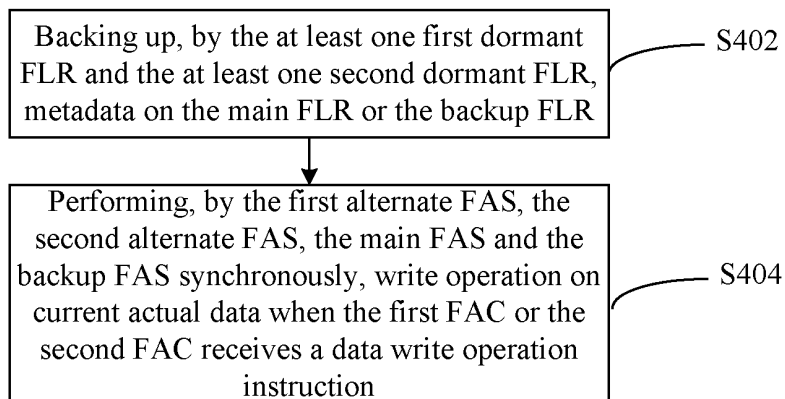 Backing up, by the at least one first dormant
FLR and the at least one second dormant FLR,
metadata on the main FLR or the backup FLR
S402
Performing, by the first alternate FAS, the
second alternate FAS, the main FAS and the
backup FAS synchronously, write operation on
current actual data when the first FAC or the
second FAC receives a data write operation
instruction
S404